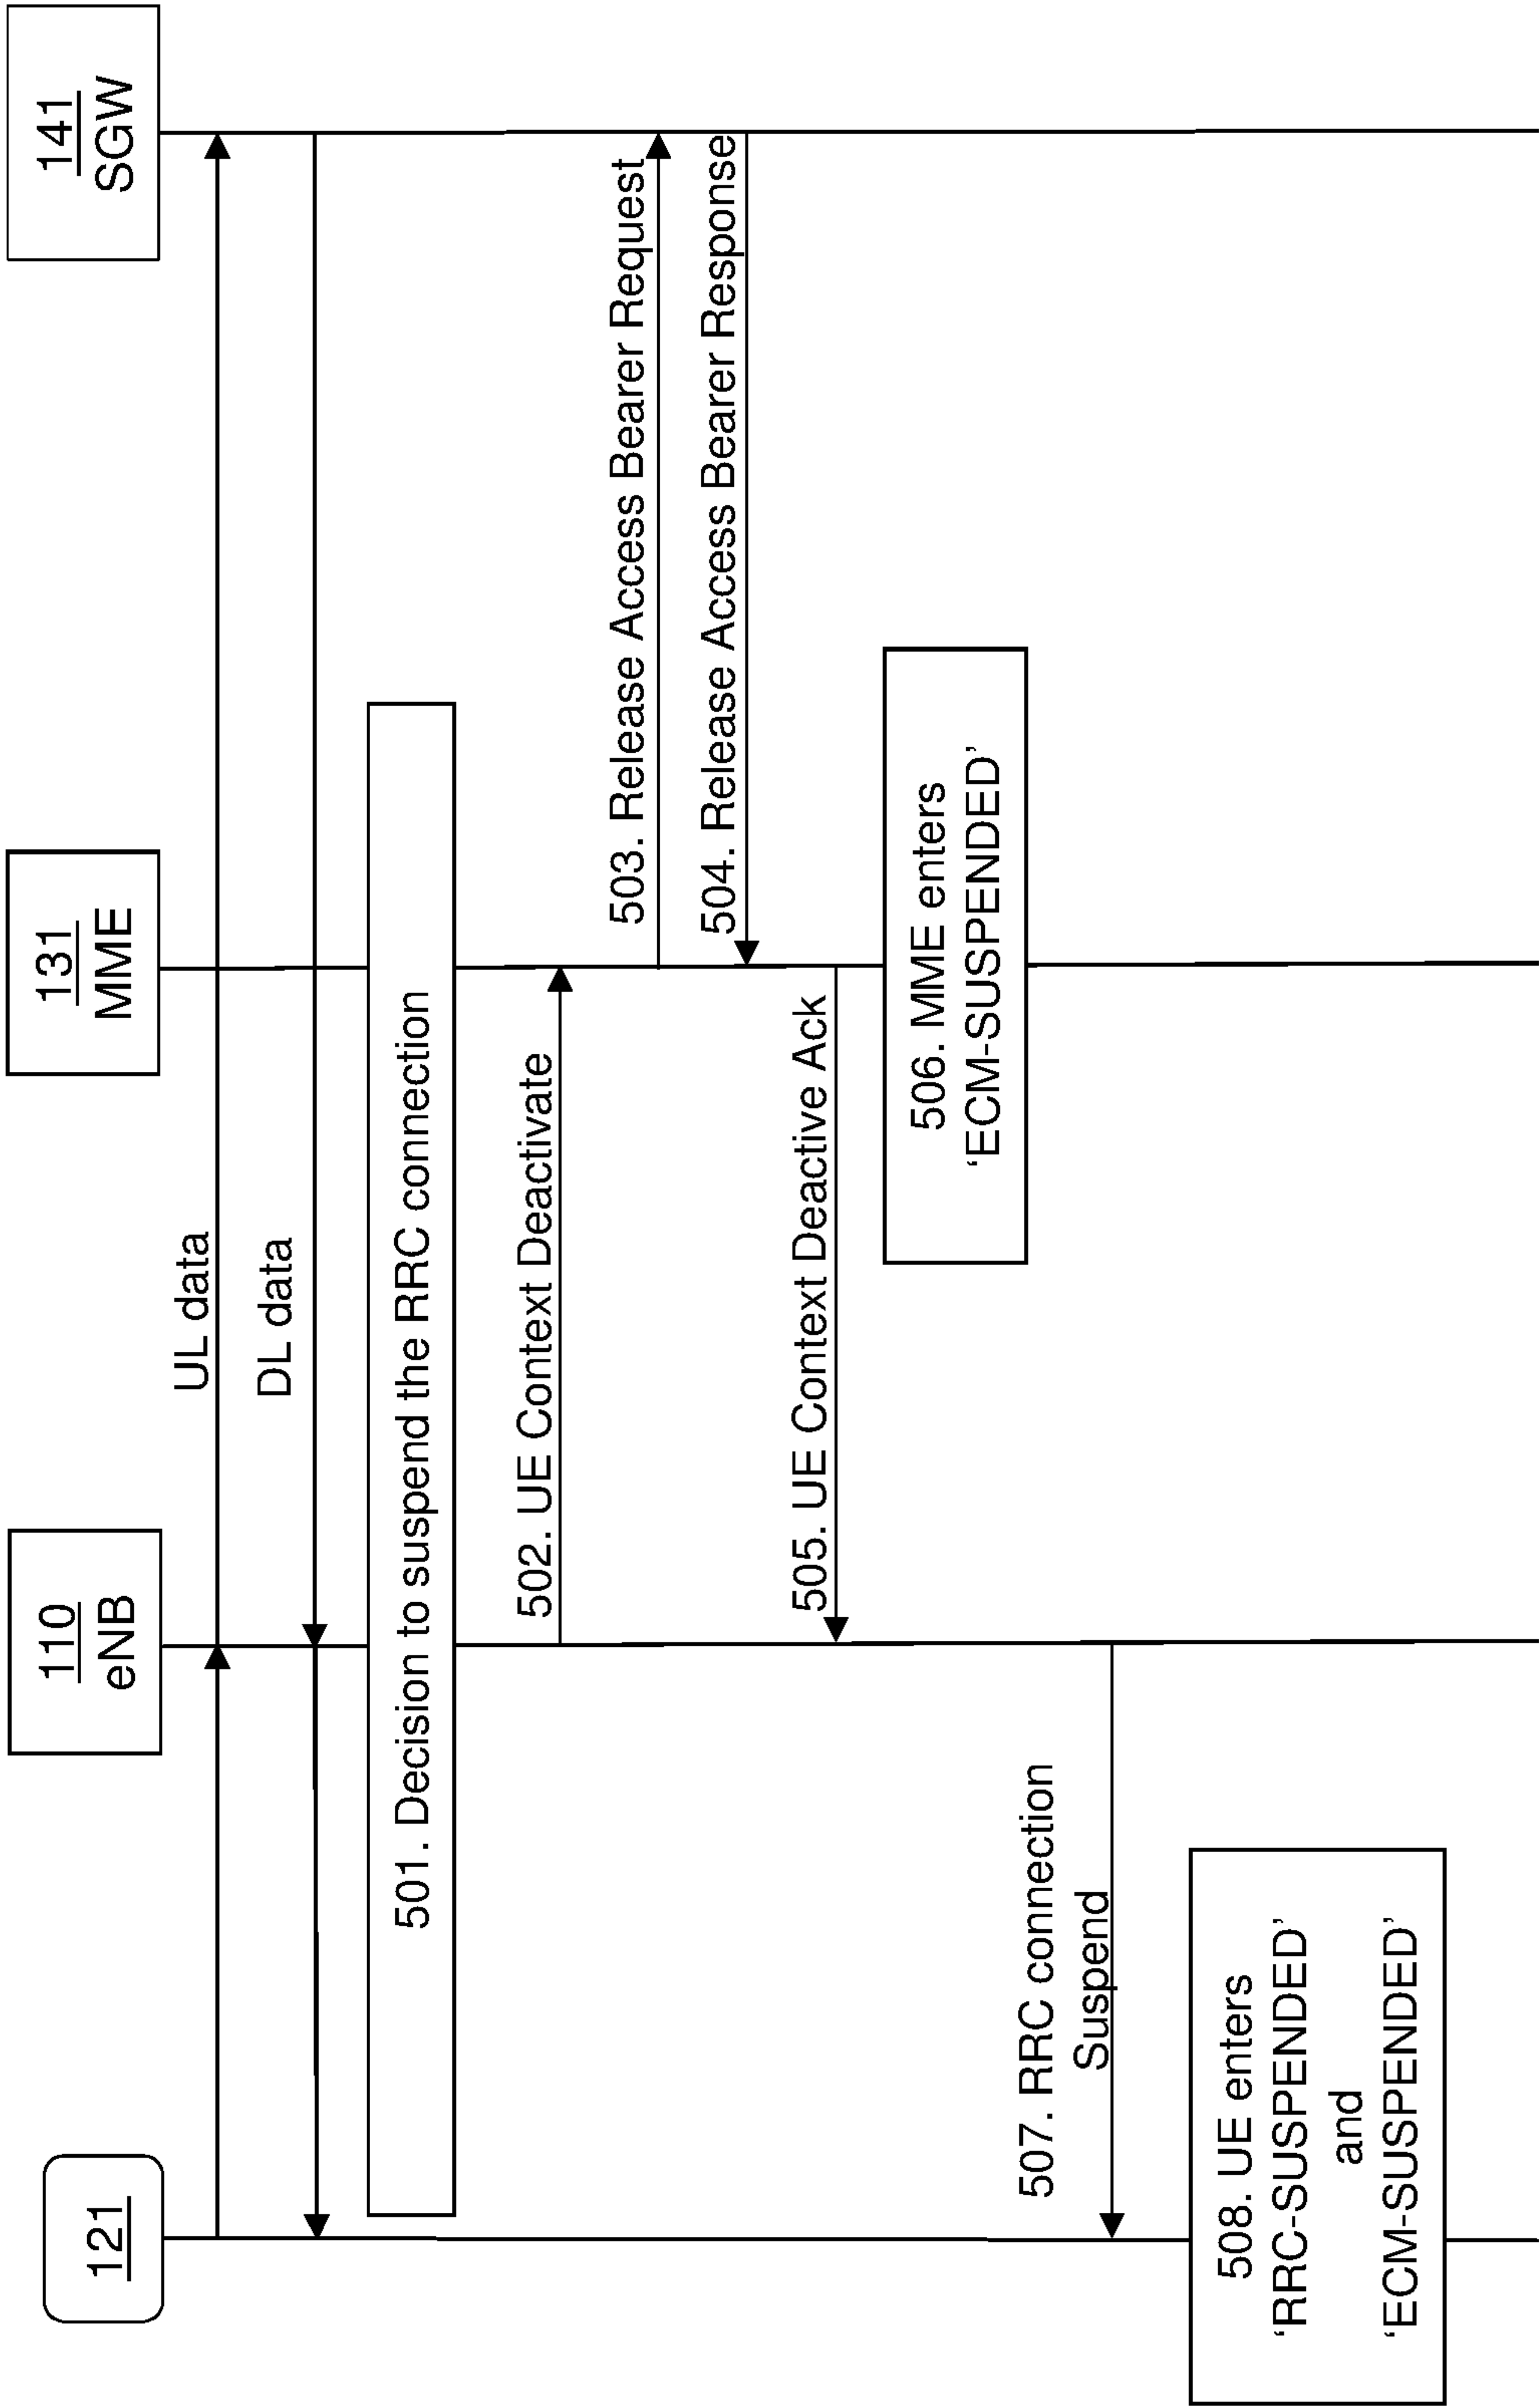 121
110
eNB
131
MME
141
SGW
UL data
DL data
501. Decision to suspend the RRC connection
502. UE Context Deactivate
503. Release Access Bearer Request
504. Release Access Bearer Response
505. UE Context Deactive Ack
506. MME enters
‘ECM-SUSPENDED’
507. RRC connection
Suspend
508. UE enters
‘RRC-SUSPENDED’
and
‘ECM-SUSPENDED’